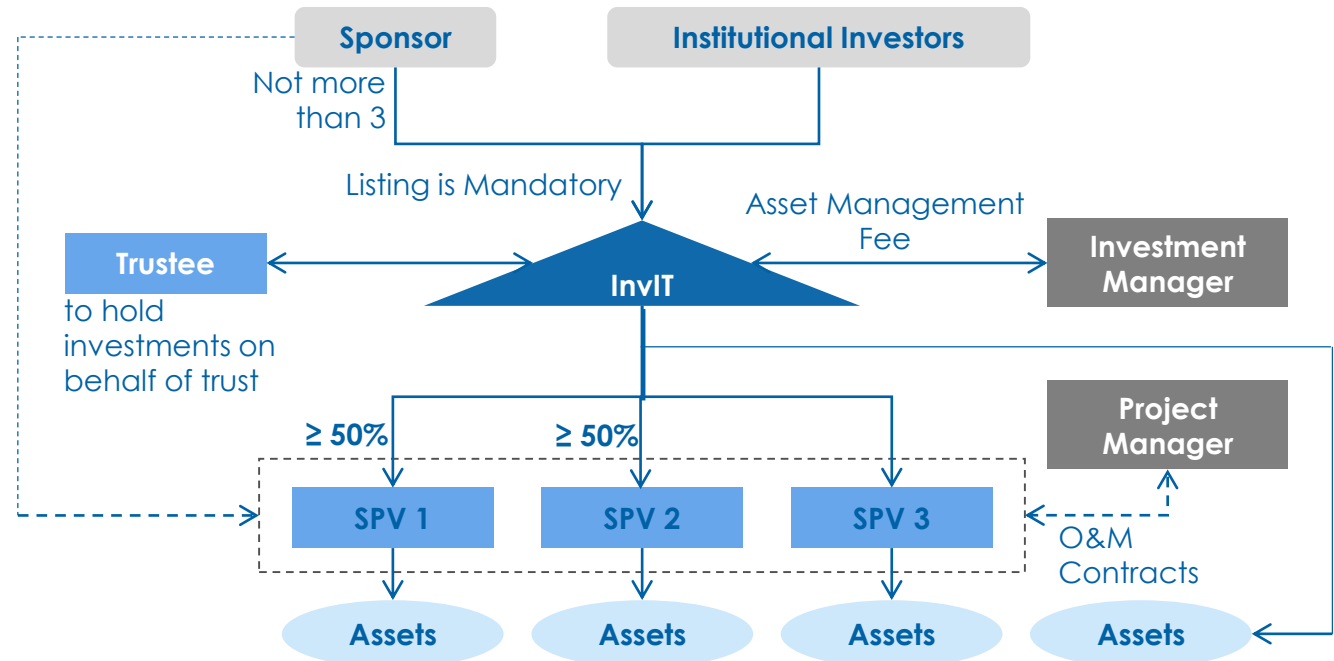 Sponsor
Institutional Investors
Not more
than 3
Listing is Mandatory
Asset Management
Fee
Trustee
InvIT
Investment
Manager
to hold
investments on
behalf of trust
Project
Manager
≥ 50%
≥ 50%
SPV 1
SPV 2
SPV 3
O&M
Contracts
Assets
Assets
Assets
Assets